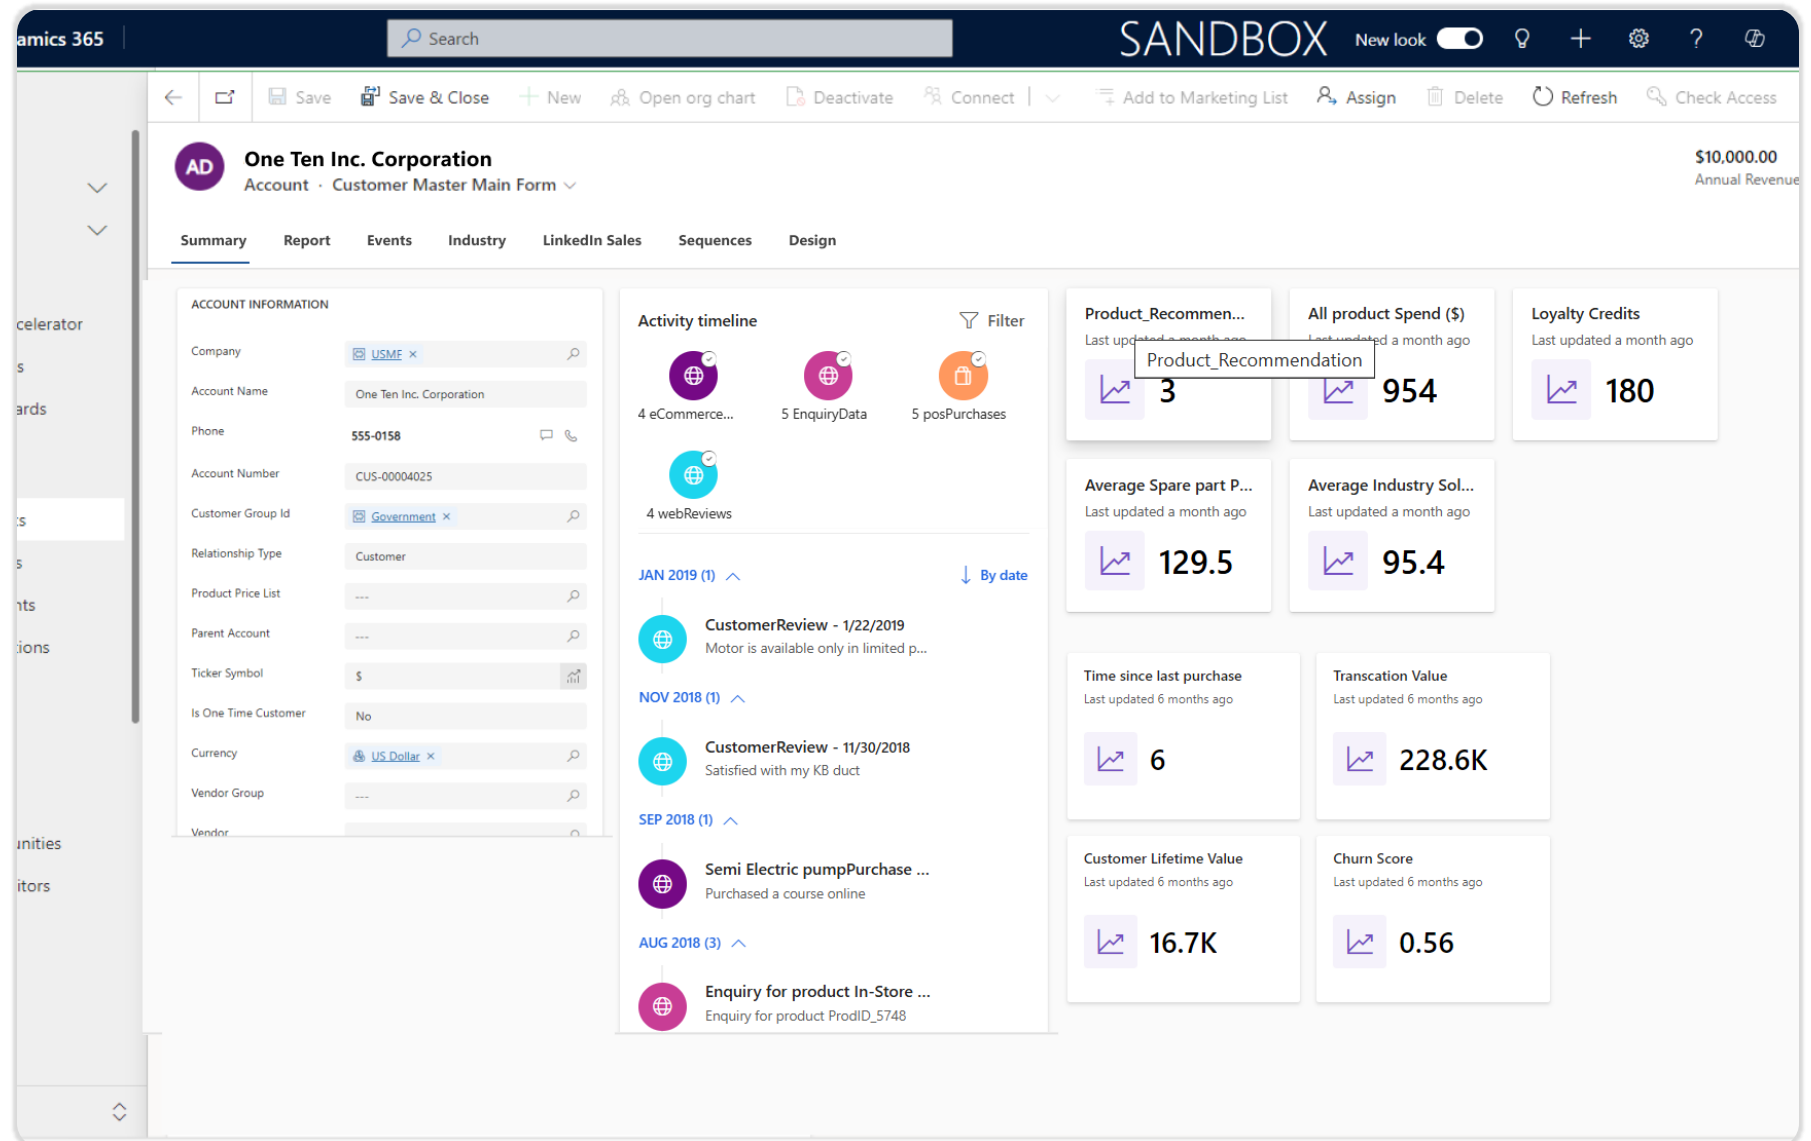 amics 365
Search
SANDBOX
New look
Save
Save & Close
New
Open org chart
Deactivate
Connect
Add to Marketing List
Assign
Delete
Refresh
Check Access
AD
One Ten Inc. Corporation
Account · Customer Master Main Form
$10,000.00
Annual Revenue
Summary
Report
Events
Industry
LinkedIn Sales
Sequences
Design
celerator
s
ards
ts
s
nts
tions
unities
itors
ACCOUNT INFORMATION
Company
USMF ×
Account Name
One Ten Inc. Corporation
Phone
555-0158
Account Number
CUS-00004025
Customer Group Id
Government ×
Relationship Type
Customer
Product Price List
---
Parent Account
---
Ticker Symbol
$
Is One Time Customer
No
Currency
US Dollar ×
Vendor Group
---
Vendor
Activity timeline
Filter
4 eCommerce...
5 EnquiryData
5 posPurchases
4 webReviews
JAN 2019 (1)
By date
CustomerReview - 1/22/2019
Motor is available only in limited p...
NOV 2018 (1)
CustomerReview - 11/30/2018
Satisfied with my KB duct
SEP 2018 (1)
Semi Electric pumpPurchase ...
Purchased a course online
AUG 2018 (3)
Enquiry for product In-Store ...
Enquiry for product ProdID_5748
Product_Recommen...
Last updated a month ago
Product_Recommendation
3
All product Spend ($)
Last updated a month ago
954
Loyalty Credits
Last updated a month ago
180
Average Spare part P...
Last updated a month ago
129.5
Average Industry Sol...
Last updated a month ago
95.4
Time since last purchase
Last updated 6 months ago
6
Transcation Value
Last updated 6 months ago
228.6K
Customer Lifetime Value
Last updated 6 months ago
16.7K
Churn Score
Last updated 6 months ago
0.56